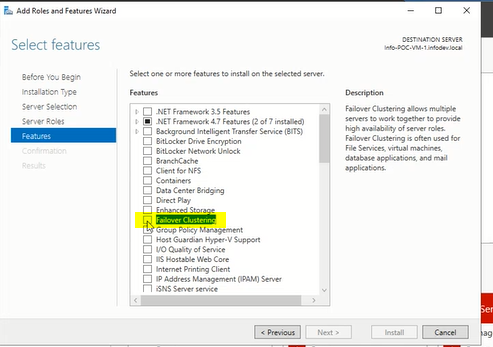 Add Roles and Features Wizard
Select features
DESTINATION SERVER
Info-POC-VM-1.infodev.local
Before You Begin
Installation Type
Server Selection
Server Roles
Features
Confirmation
Results
Select one or more features to install on the selected server.
Features
.NET Framework 3.5 Features
.NET Framework 4.7 Features (2 of 7 installed)
Background Intelligent Transfer Service (BITS)
BitLocker Drive Encryption
BitLocker Network Unlock
BranchCache
Client for NFS
Containers
Data Center Bridging
Direct Play
Enhanced Storage
Failover Clustering
Group Policy Management
Host Guardian Hyper-V Support
I/O Quality of Service
IIS Hostable Web Core
Internet Printing Client
IP Address Management (IPAM) Server
iSNS Server service
Description
Failover Clustering allows multiple
servers to work together to provide
high availability of server roles.
Failover Clustering is often used for
File Services, virtual machines,
database applications, and mail
applications.
< Previous
Next >
Install
Cancel